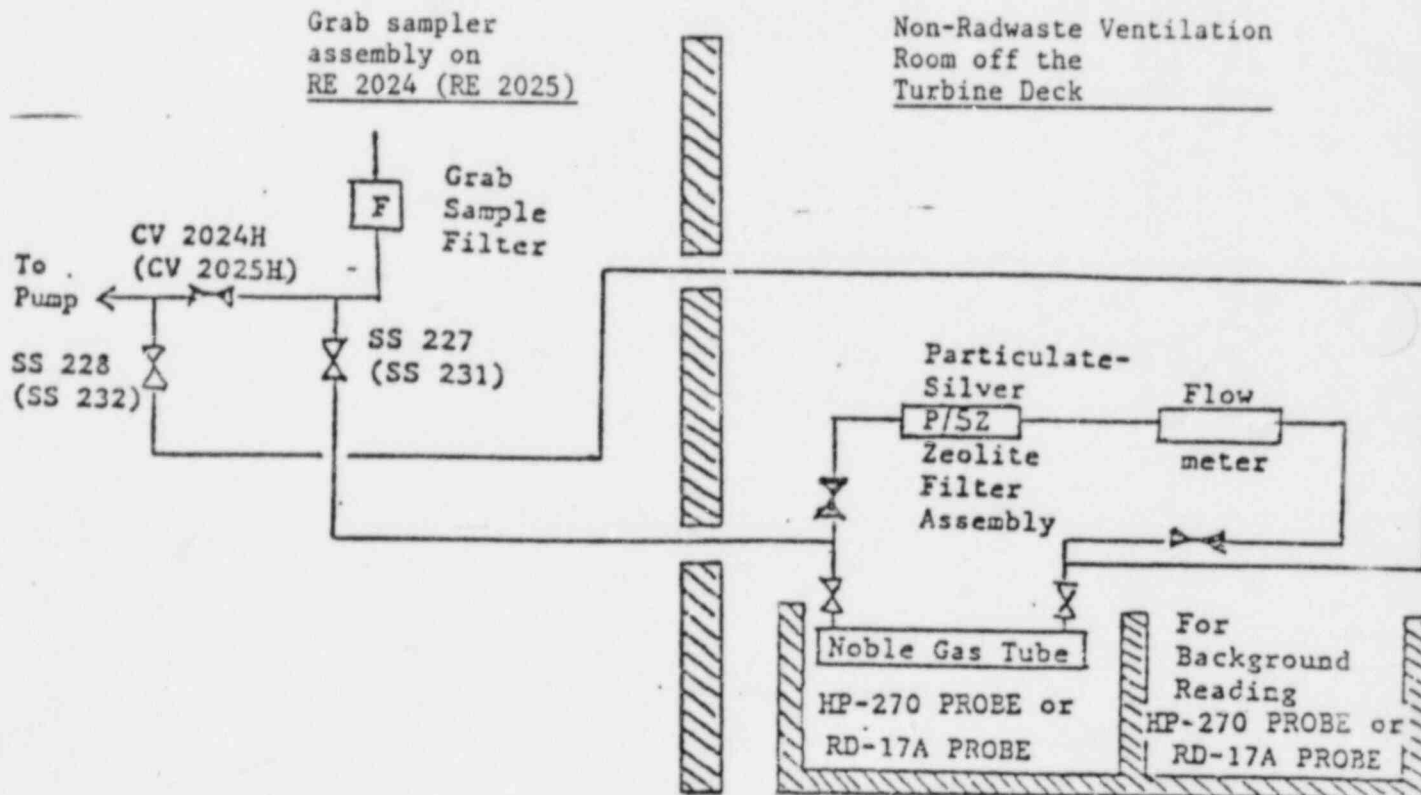 Grab sampler
assembly on
RE 2024 (RE 2025)
Non-Radwaste Ventilation
Room off the
Turbine Deck
F
Grab
Sample
Filter
CV 2024H
(CV 2025H)
To
Pump
SS 228
(SS 232)
SS 227
(SS 231)
Particulate-
Silver
P/SZ
Zeolite
Filter
Assembly
Flow
meter
Noble Gas Tube
HP-270 PROBE or
RD-17A PROBE
For
Background
Reading
HP-270 PROBE or
RD-17A PROBE